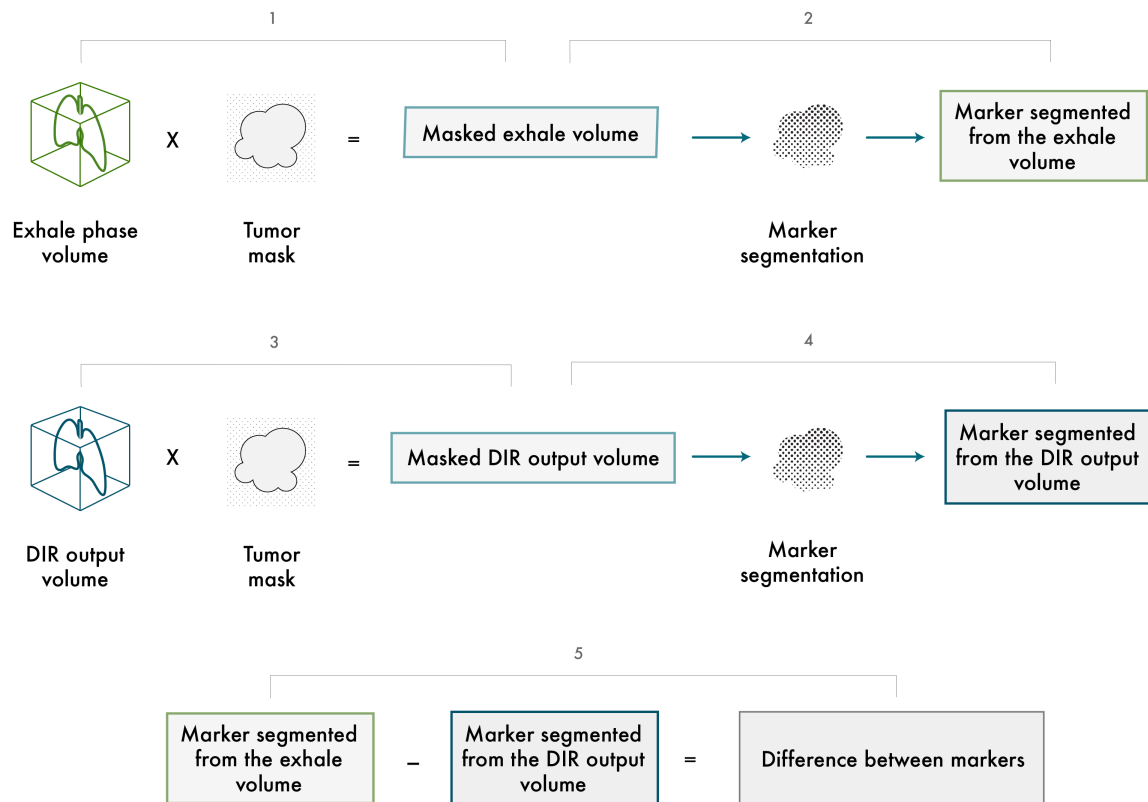 1
2
X
=
Masked exhale volume
Marker segmented
from the exhale
volume
Exhale phase
volume
Tumor
mask
Marker
segmentation
3
4
X
=
Masked DIR output volume
Marker segmented
from the DIR output
volume
DIR output
volume
Tumor
mask
Marker
segmentation
5
Marker segmented
from the exhale
volume
–
Marker segmented
from the DIR output
volume
=
Difference between markers